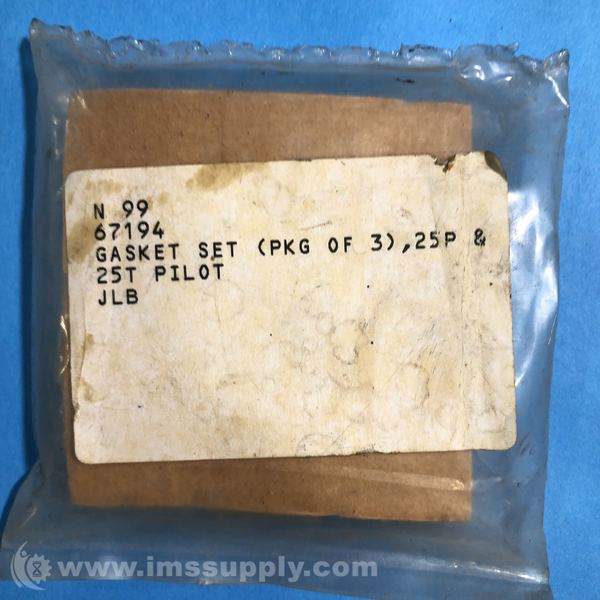 N 99
67194
GASKET SET (PKG OF 3),25P &
25T PILOT
JLB
www.imssupply.com